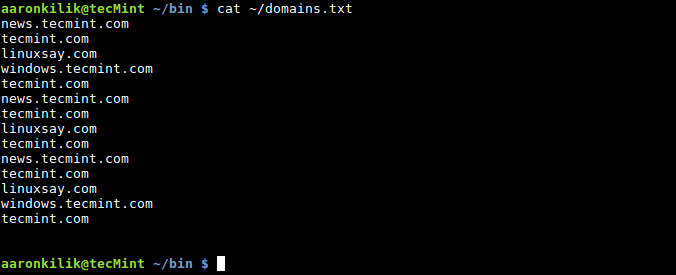 aaronkilik@tecMint ~/bin $ cat ~/domains.txt
news.tecmint.com
tecmint.com
linuxsay.com
windows.tecmint.com
tecmint.com
news.tecmint.com
tecmint.com
linuxsay.com
tecmint.com
news.tecmint.com
tecmint.com
linuxsay.com
windows.tecmint.com
tecmint.com
aaronkilik@tecMint ~/bin $